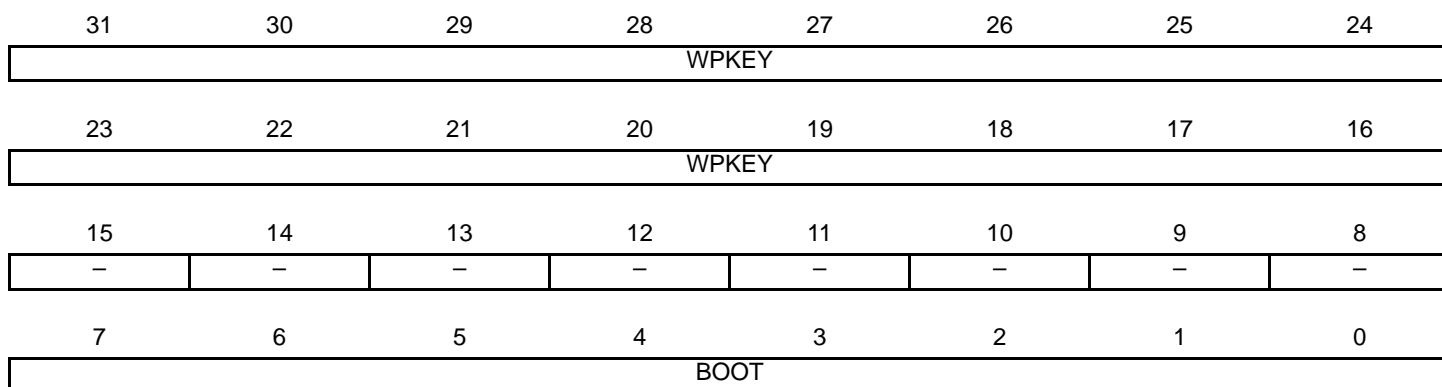 31 30 29 28 27 26 25 24
WPKEY
23 22 21 20 19 18 17 16
WPKEY
15 14 13 12 11 10 9 8
– – – – – – – –
7 6 5 4 3 2 1 0
BOOT